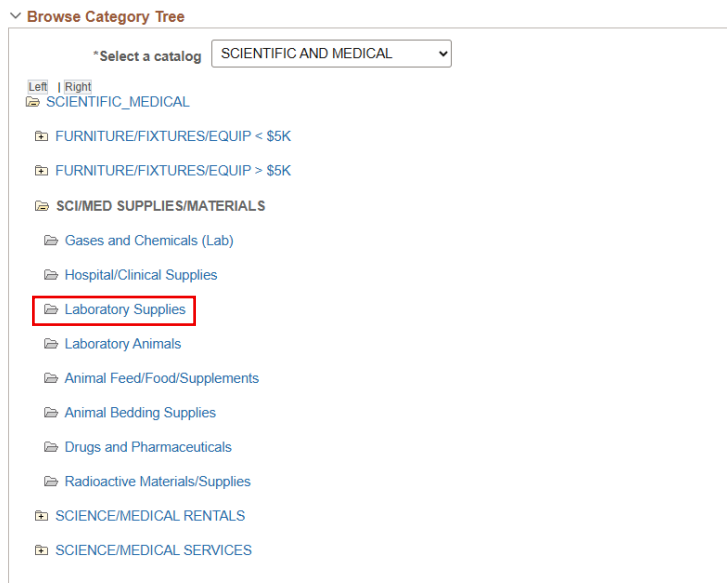 Browse Category Tree
*Select a catalog SCIENTIFIC AND MEDICAL
Left | Right
SCIENTIFIC_MEDICAL
FURNITURE/FIXTURES/EQUIP < $5K
FURNITURE/FIXTURES/EQUIP > $5K
SCI/MED SUPPLIES/MATERIALS
Gases and Chemicals (Lab)
Hospital/Clinical Supplies
Laboratory Supplies
Laboratory Animals
Animal Feed/Food/Supplements
Animal Bedding Supplies
Drugs and Pharmaceuticals
Radioactive Materials/Supplies
SCIENCE/MEDICAL RENTALS
SCIENCE/MEDICAL SERVICES